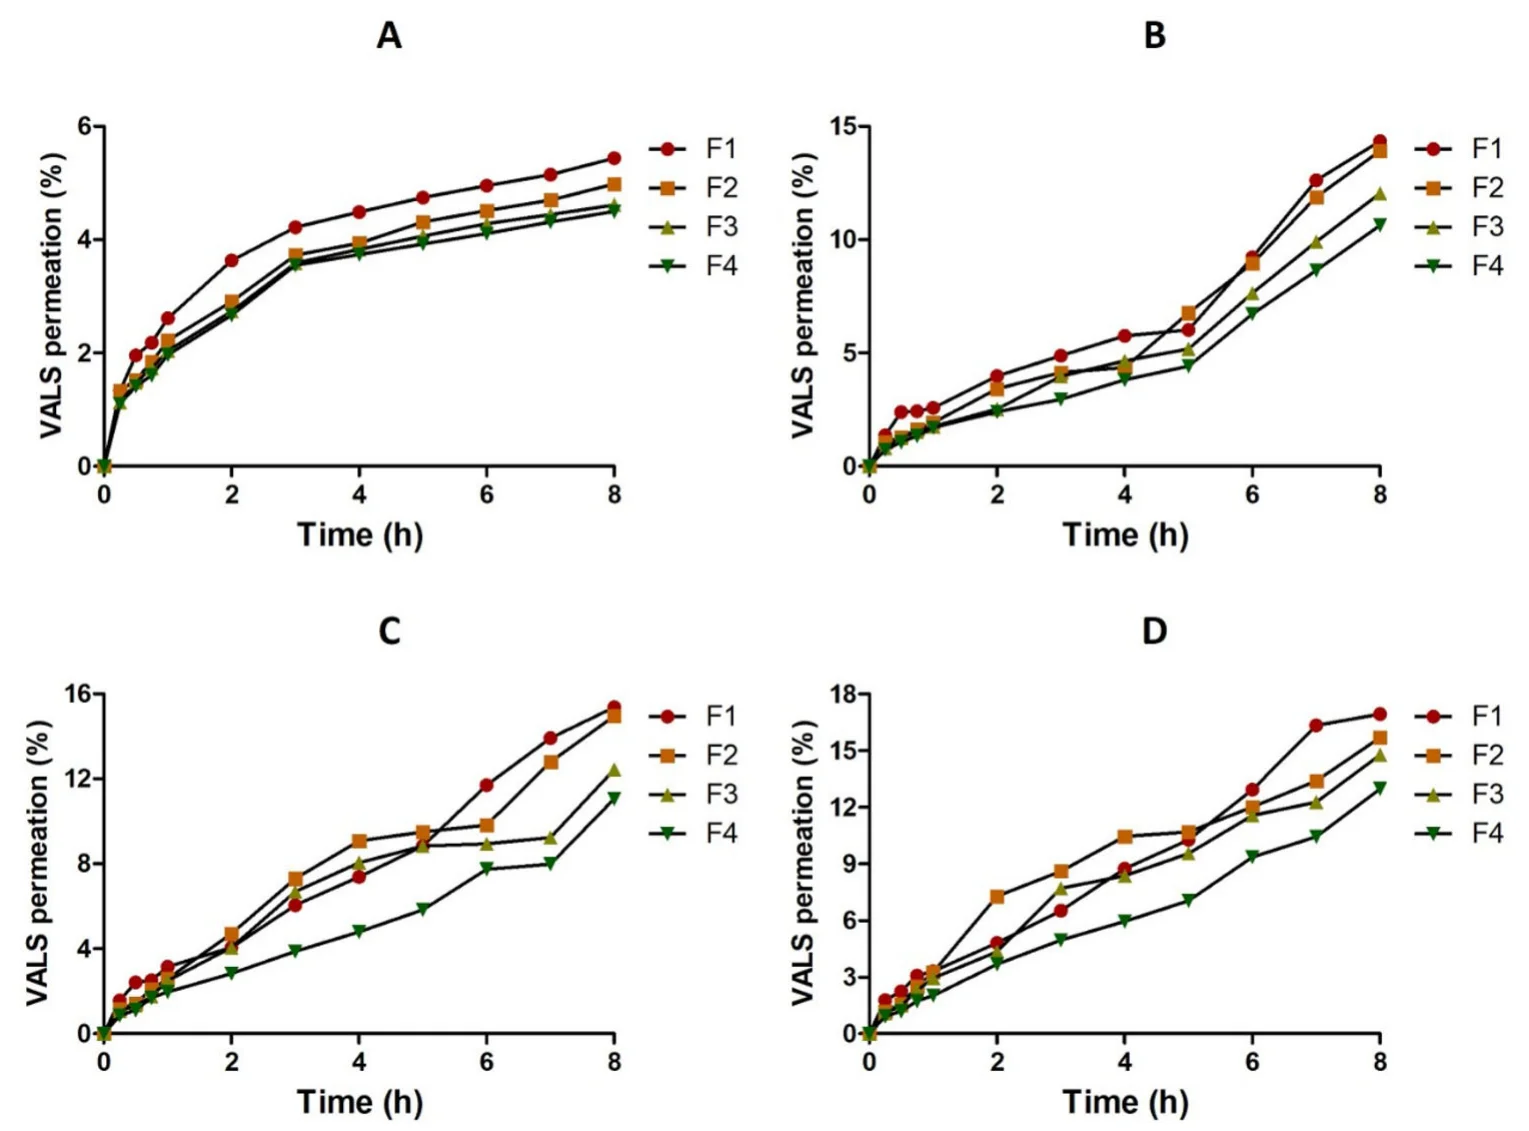 A
VALS permeation (%)
6
4
2
0
0 2 4 6 8
Time (h)
F1
F2
F3
F4
B
VALS permeation (%)
15
10
5
0
0 2 4 6 8
Time (h)
F1
F2
F3
F4
C
VALS permeation (%)
16
12
8
4
0
0 2 4 6 8
Time (h)
F1
F2
F3
F4
D
VALS permeation (%)
18
15
12
9
6
3
0
0 2 4 6 8
Time (h)
F1
F2
F3
F4